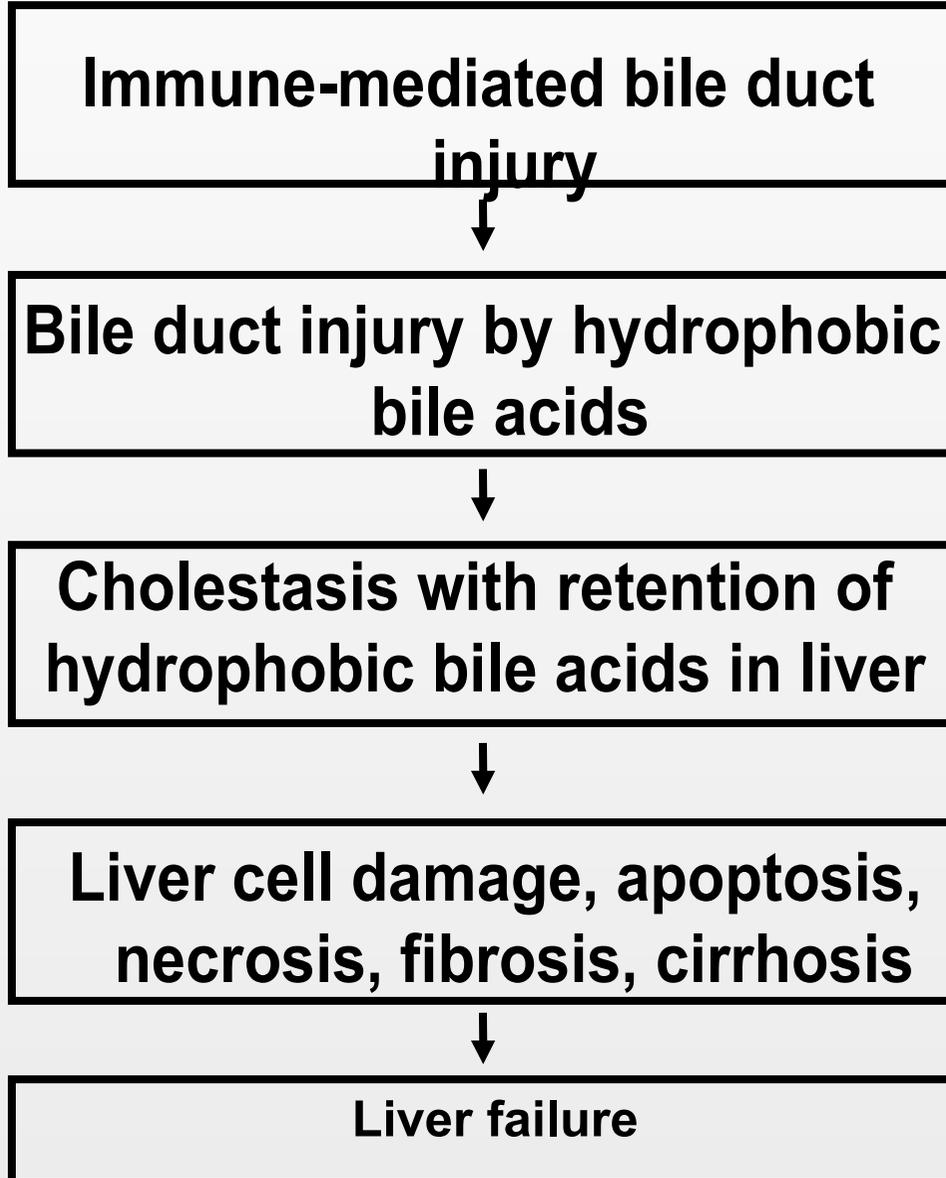 Immune-mediated bile duct
injury
Bile duct injury by hydrophobic
bile acids
Cholestasis with retention of
hydrophobic bile acids in liver
Liver cell damage, apoptosis,
necrosis, fibrosis, cirrhosis
Liver failure